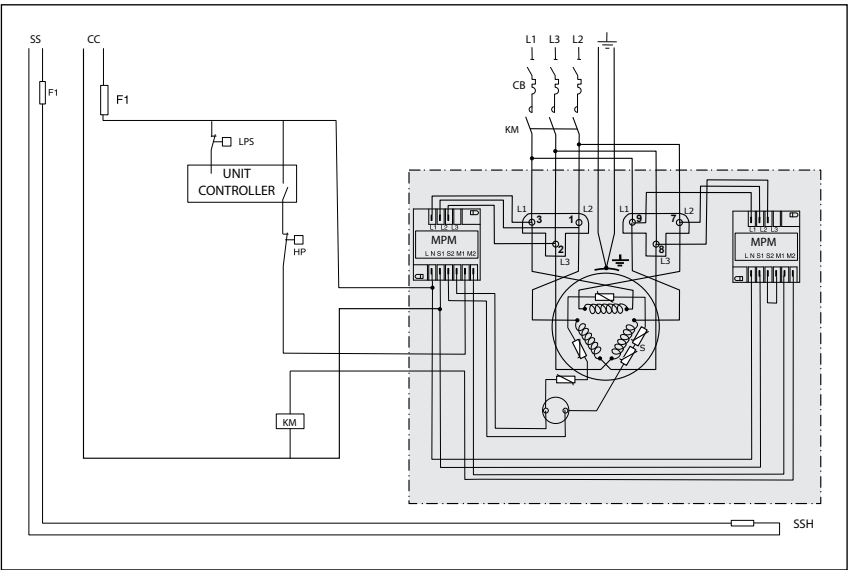 SS CC L1 L3 L2
F1 F1 CB
LPS KM
UNIT
CONTROLLER
HP
L1 3 1 L2 L1 9 7 L2
2 L3 8 L3
L1 L2 L3
MPM
L N S1 S2 M1 M2
L1 L2 L3
MPM
L N S1 S2 M1 M2
S
KM
SSH